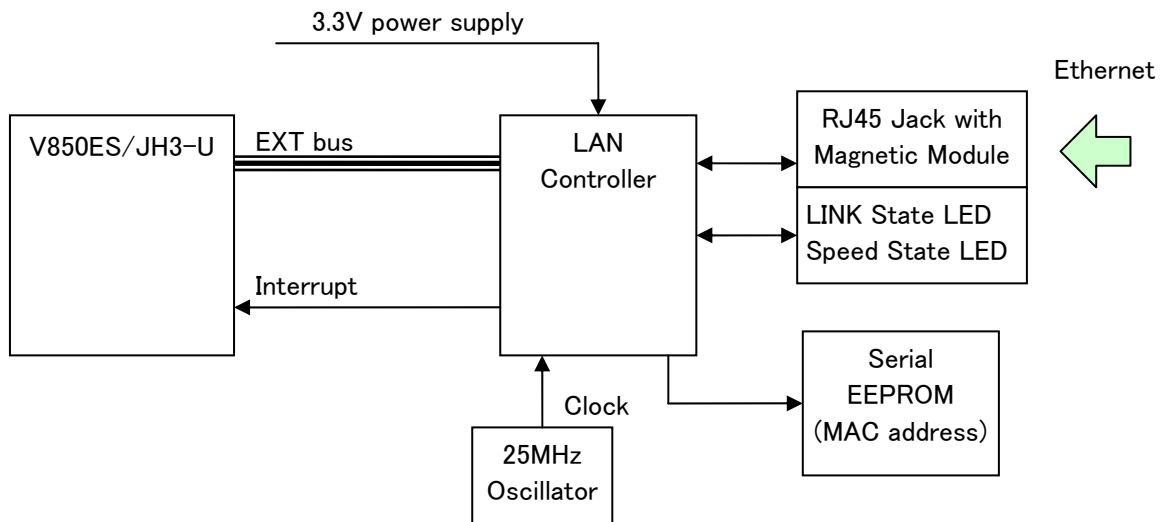 3.3V power supply
Ethernet
V850ES/JH3-U
EXT bus
LAN
Controller
RJ45 Jack with
Magnetic Module
LINK State LED
Speed State LED
Interrupt
Serial
EEPROM
(MAC address)
Clock
25MHz
Oscillator